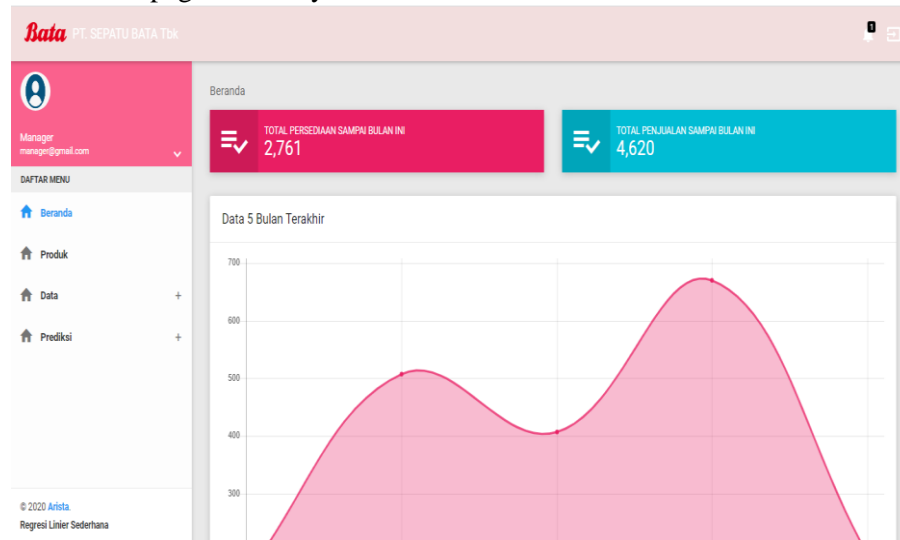 Bata PT. SEPATU BATA Tbk
1
Manager
manager@gmail.com
DAFTAR MENU
Beranda
Produk
Data +
Prediksi +
© 2020 Arista.
Regresi Linier Sederhana
Beranda
TOTAL PERSEDIAAN SAMPAI BULAN INI
2,761
TOTAL PENJUALAN SAMPAI BULAN INI
4,620
Data 5 Bulan Terakhir
700
600
500
400
300